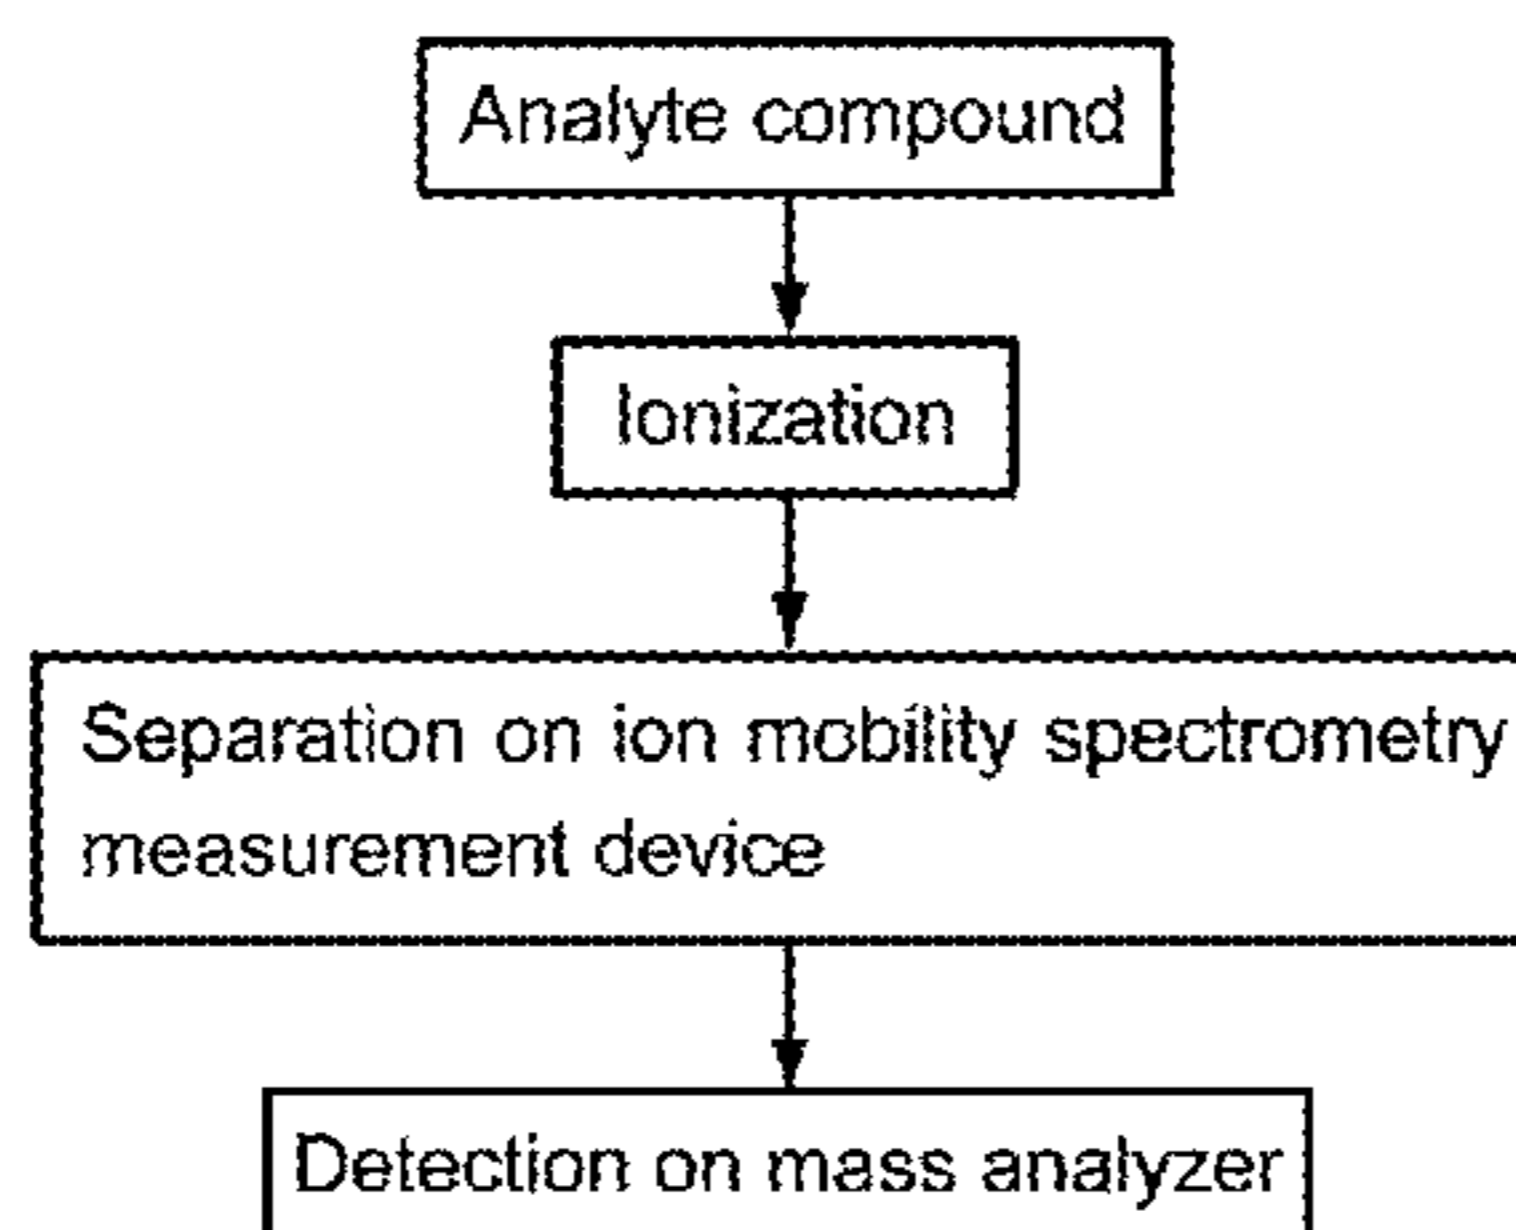 Analyte compound
Ionization
Separation on ion mobility spectrometry
measurement device
Detection on mass analyzer